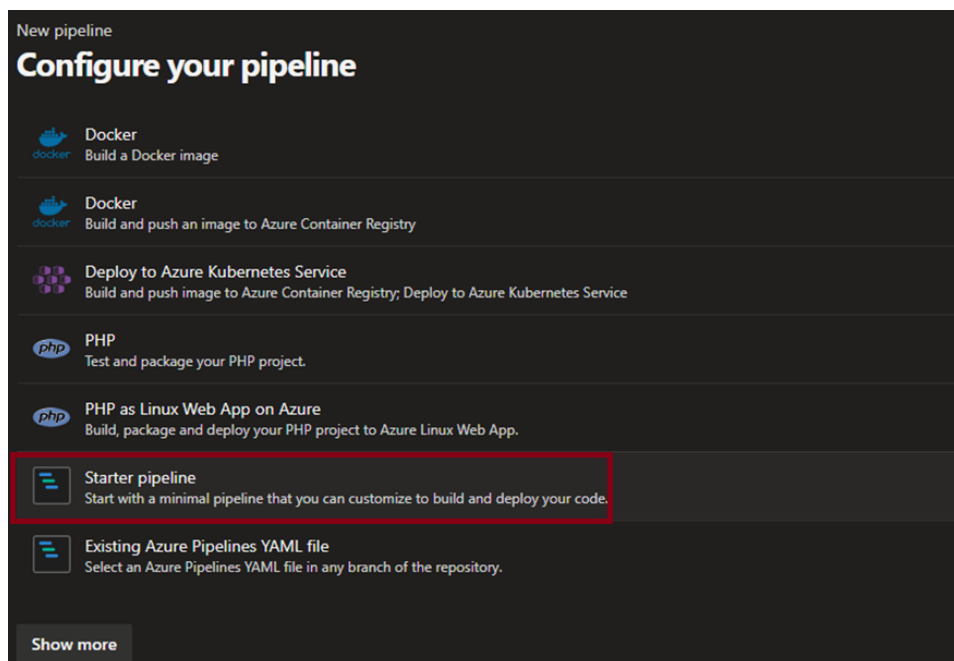 New pipeline
Configure your pipeline
Docker
docker
Build a Docker image
Docker
docker
Build and push an image to Azure Container Registry
Deploy to Azure Kubernetes Service
Build and push image to Azure Container Registry; Deploy to Azure Kubernetes Service
php
PHP
Test and package your PHP project.
php
PHP as Linux Web App on Azure
Build, package and deploy your PHP project to Azure Linux Web App.
Starter pipeline
Start with a minimal pipeline that you can customize to build and deploy your code.
Existing Azure Pipelines YAML file
Select an Azure Pipelines YAML file in any branch of the repository.
Show more